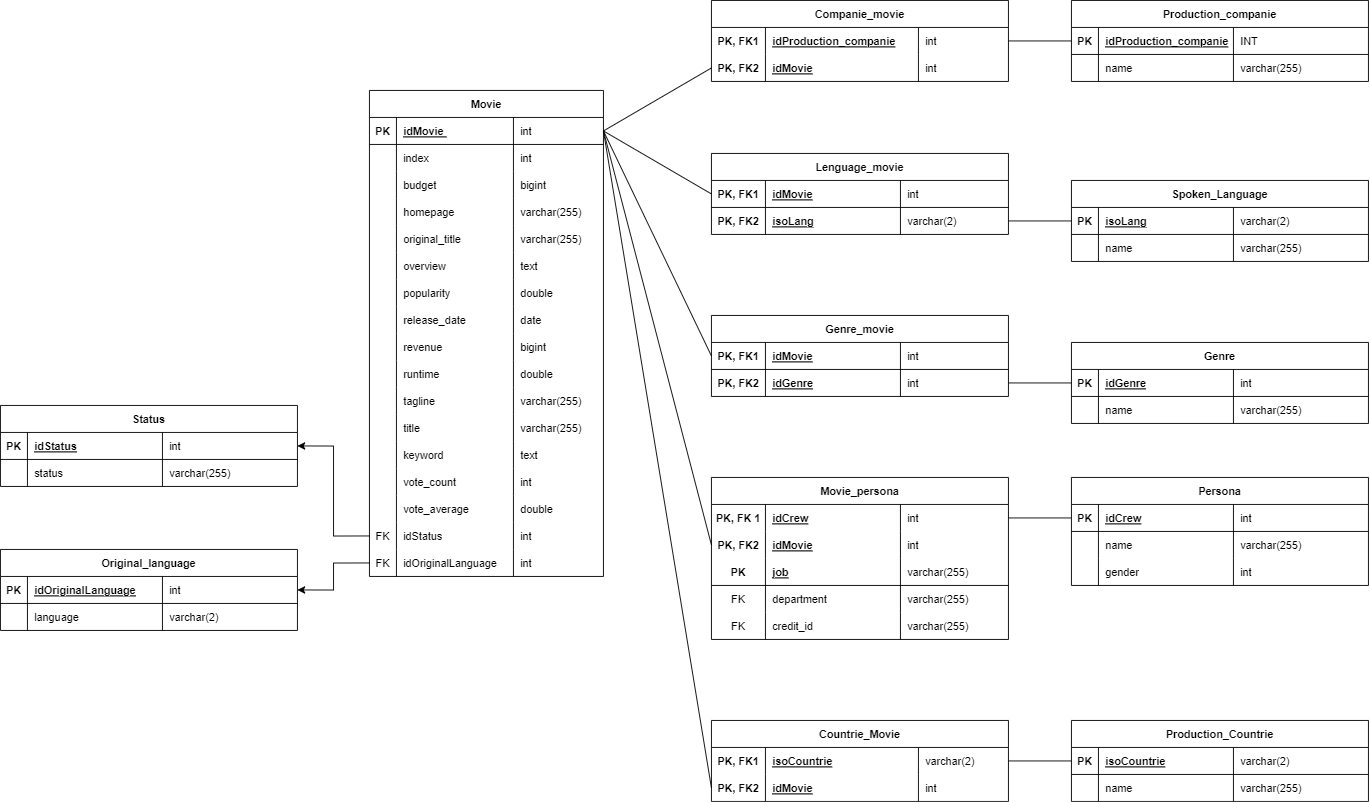 Companie_movie
PK, FK1 idProduction_companie int
PK, FK2 idMovie int
Production_companie
PK idProduction_companie INT
name varchar(255)
Movie
PK idMovie int
index int
budget bigint
homepage varchar(255)
original_title varchar(255)
overview text
popularity double
release_date date
revenue bigint
runtime double
tagline varchar(255)
title varchar(255)
keyword text
vote_count int
vote_average double
FK idStatus int
FK idOriginalLanguage int
Lenguage_movie
PK, FK1 idMovie int
PK, FK2 isoLang varchar(2)
Spoken_Language
PK isoLang varchar(2)
name varchar(255)
Genre_movie
PK, FK1 idMovie int
PK, FK2 idGenre int
Genre
PK idGenre int
name varchar(255)
Status
PK idStatus int
status varchar(255)
Original_language
PK idOriginalLanguage int
language varchar(2)
Movie_persona
PK, FK 1 idCrew int
PK, FK2 idMovie int
PK job varchar(255)
FK department varchar(255)
FK credit_id varchar(255)
Persona
PK idCrew int
name varchar(255)
gender int
Countrie_Movie
PK, FK1 isoCountrie varchar(2)
PK, FK2 idMovie int
Production_Countrie
PK isoCountrie varchar(2)
name varchar(255)